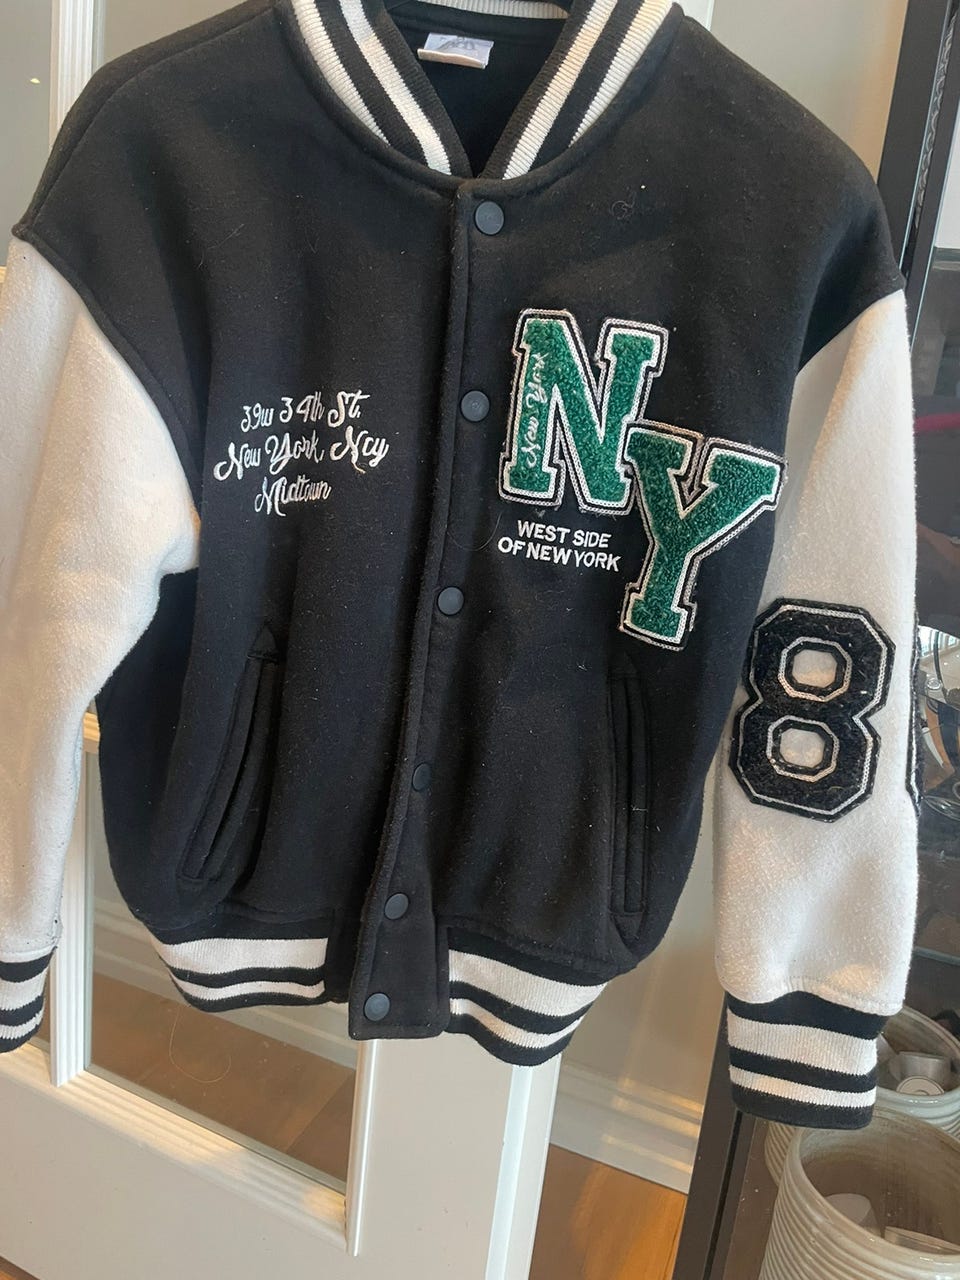 39w 34th St.
New York, Ncy
Midtown
New York
NY
WEST SIDE
OF NEW YORK
8